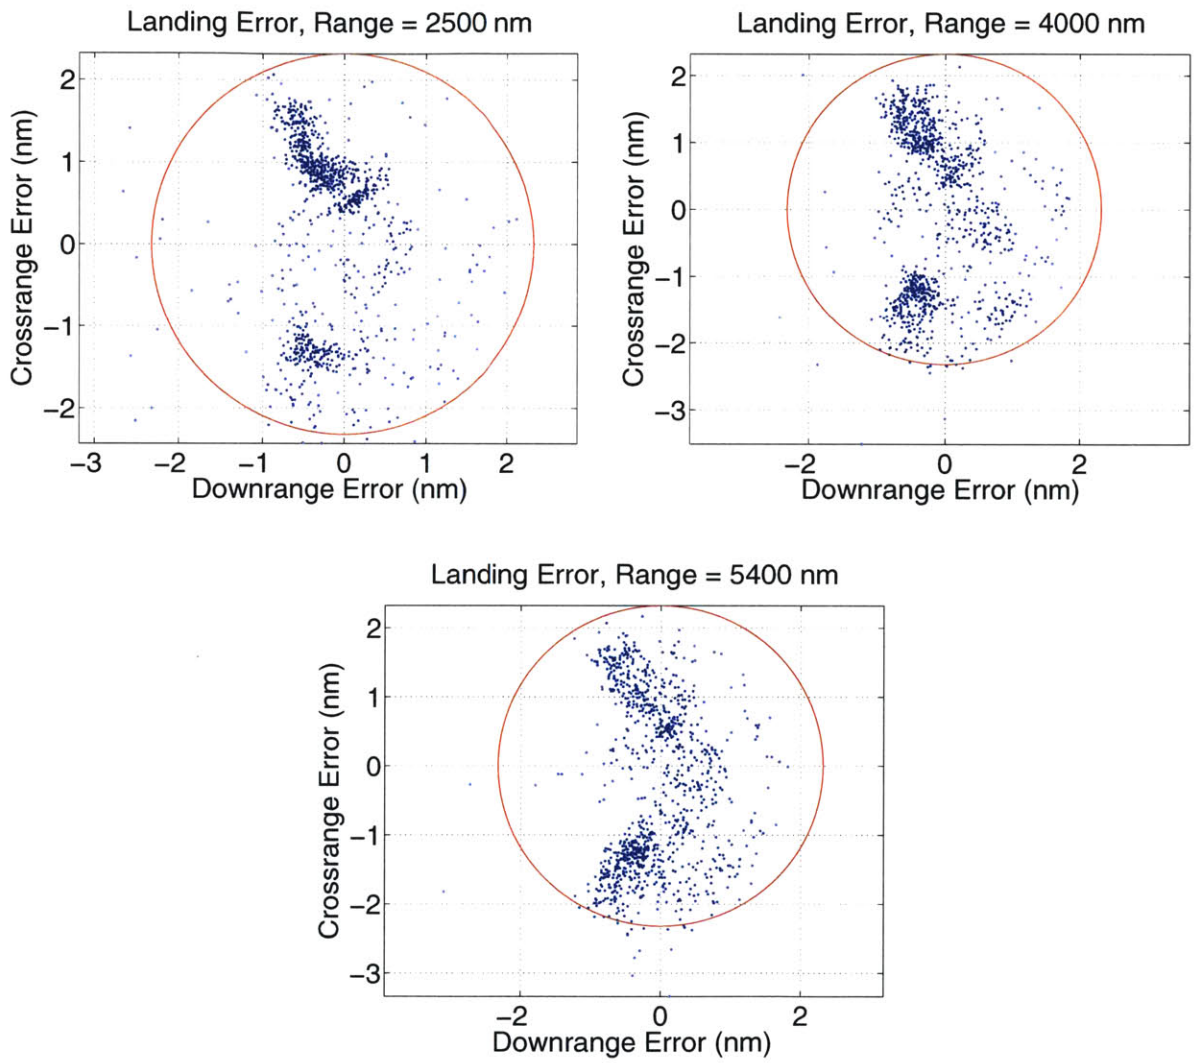 Landing Error, Range = 2500 nm
Crossrange Error (nm)
2
1
0
−1
−2
−3 −2 −1 0 1 2
Downrange Error (nm)
Landing Error, Range = 4000 nm
Crossrange Error (nm)
2
1
0
−1
−2
−3
−2 0 2
Downrange Error (nm)
Landing Error, Range = 5400 nm
Crossrange Error (nm)
2
1
0
−1
−2
−3
−2 0 2
Downrange Error (nm)